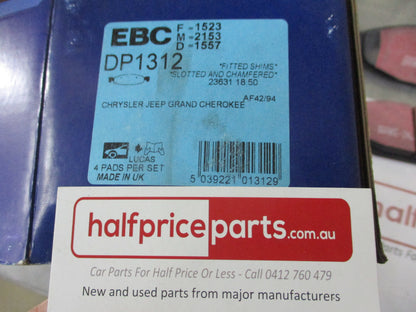 EBC F -1523
M -2153
D -1557
DP1312
*FITTED SHIMS*
*SLOTTED AND CHAMFERED*
23631 18.50
AF42/94
CHRYSLER JEEP GRAND CHEROKEE
LUCAS
4 PADS PER SET
MADE IN UK
5 039221 013129
halfpriceparts.com.au
Car Parts For Half Price Or Less - Call 0412 760 479
New and used parts from major manufacturers